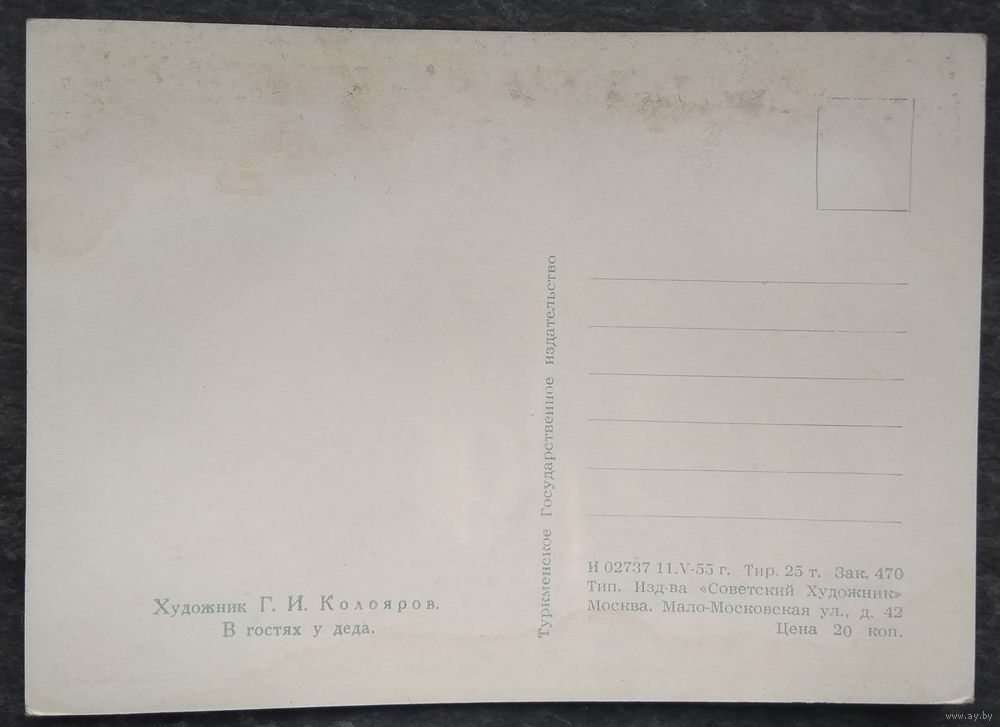 Художник Г. И. Колояров.
В гостях у деда.
Туркменское Государственное издательство
И 02737 11.V-55 г. Тир. 25 т. Зак. 470
Тип. Изд-ва «Советский Художник»
Москва. Мало-Московская ул., д. 42
Цена 20 коп.
www.ay.by